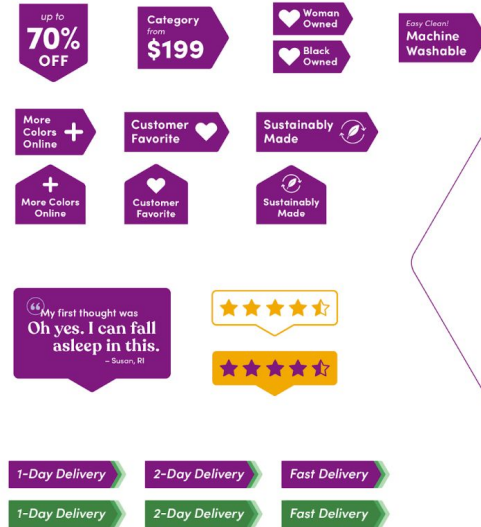 up to
70%
OFF
Category
from
$199
Woman
Owned
Black
Owned
Easy Clean!
Machine
Washable
More
Colors
Online
Customer
Favorite
Sustainably
Made
More Colors
Online
Customer
Favorite
Sustainably
Made
“My first thought was
Oh yes. I can fall
asleep in this.
– Susan, RI
1-Day Delivery
2-Day Delivery
Fast Delivery
1-Day Delivery
2-Day Delivery
Fast Delivery